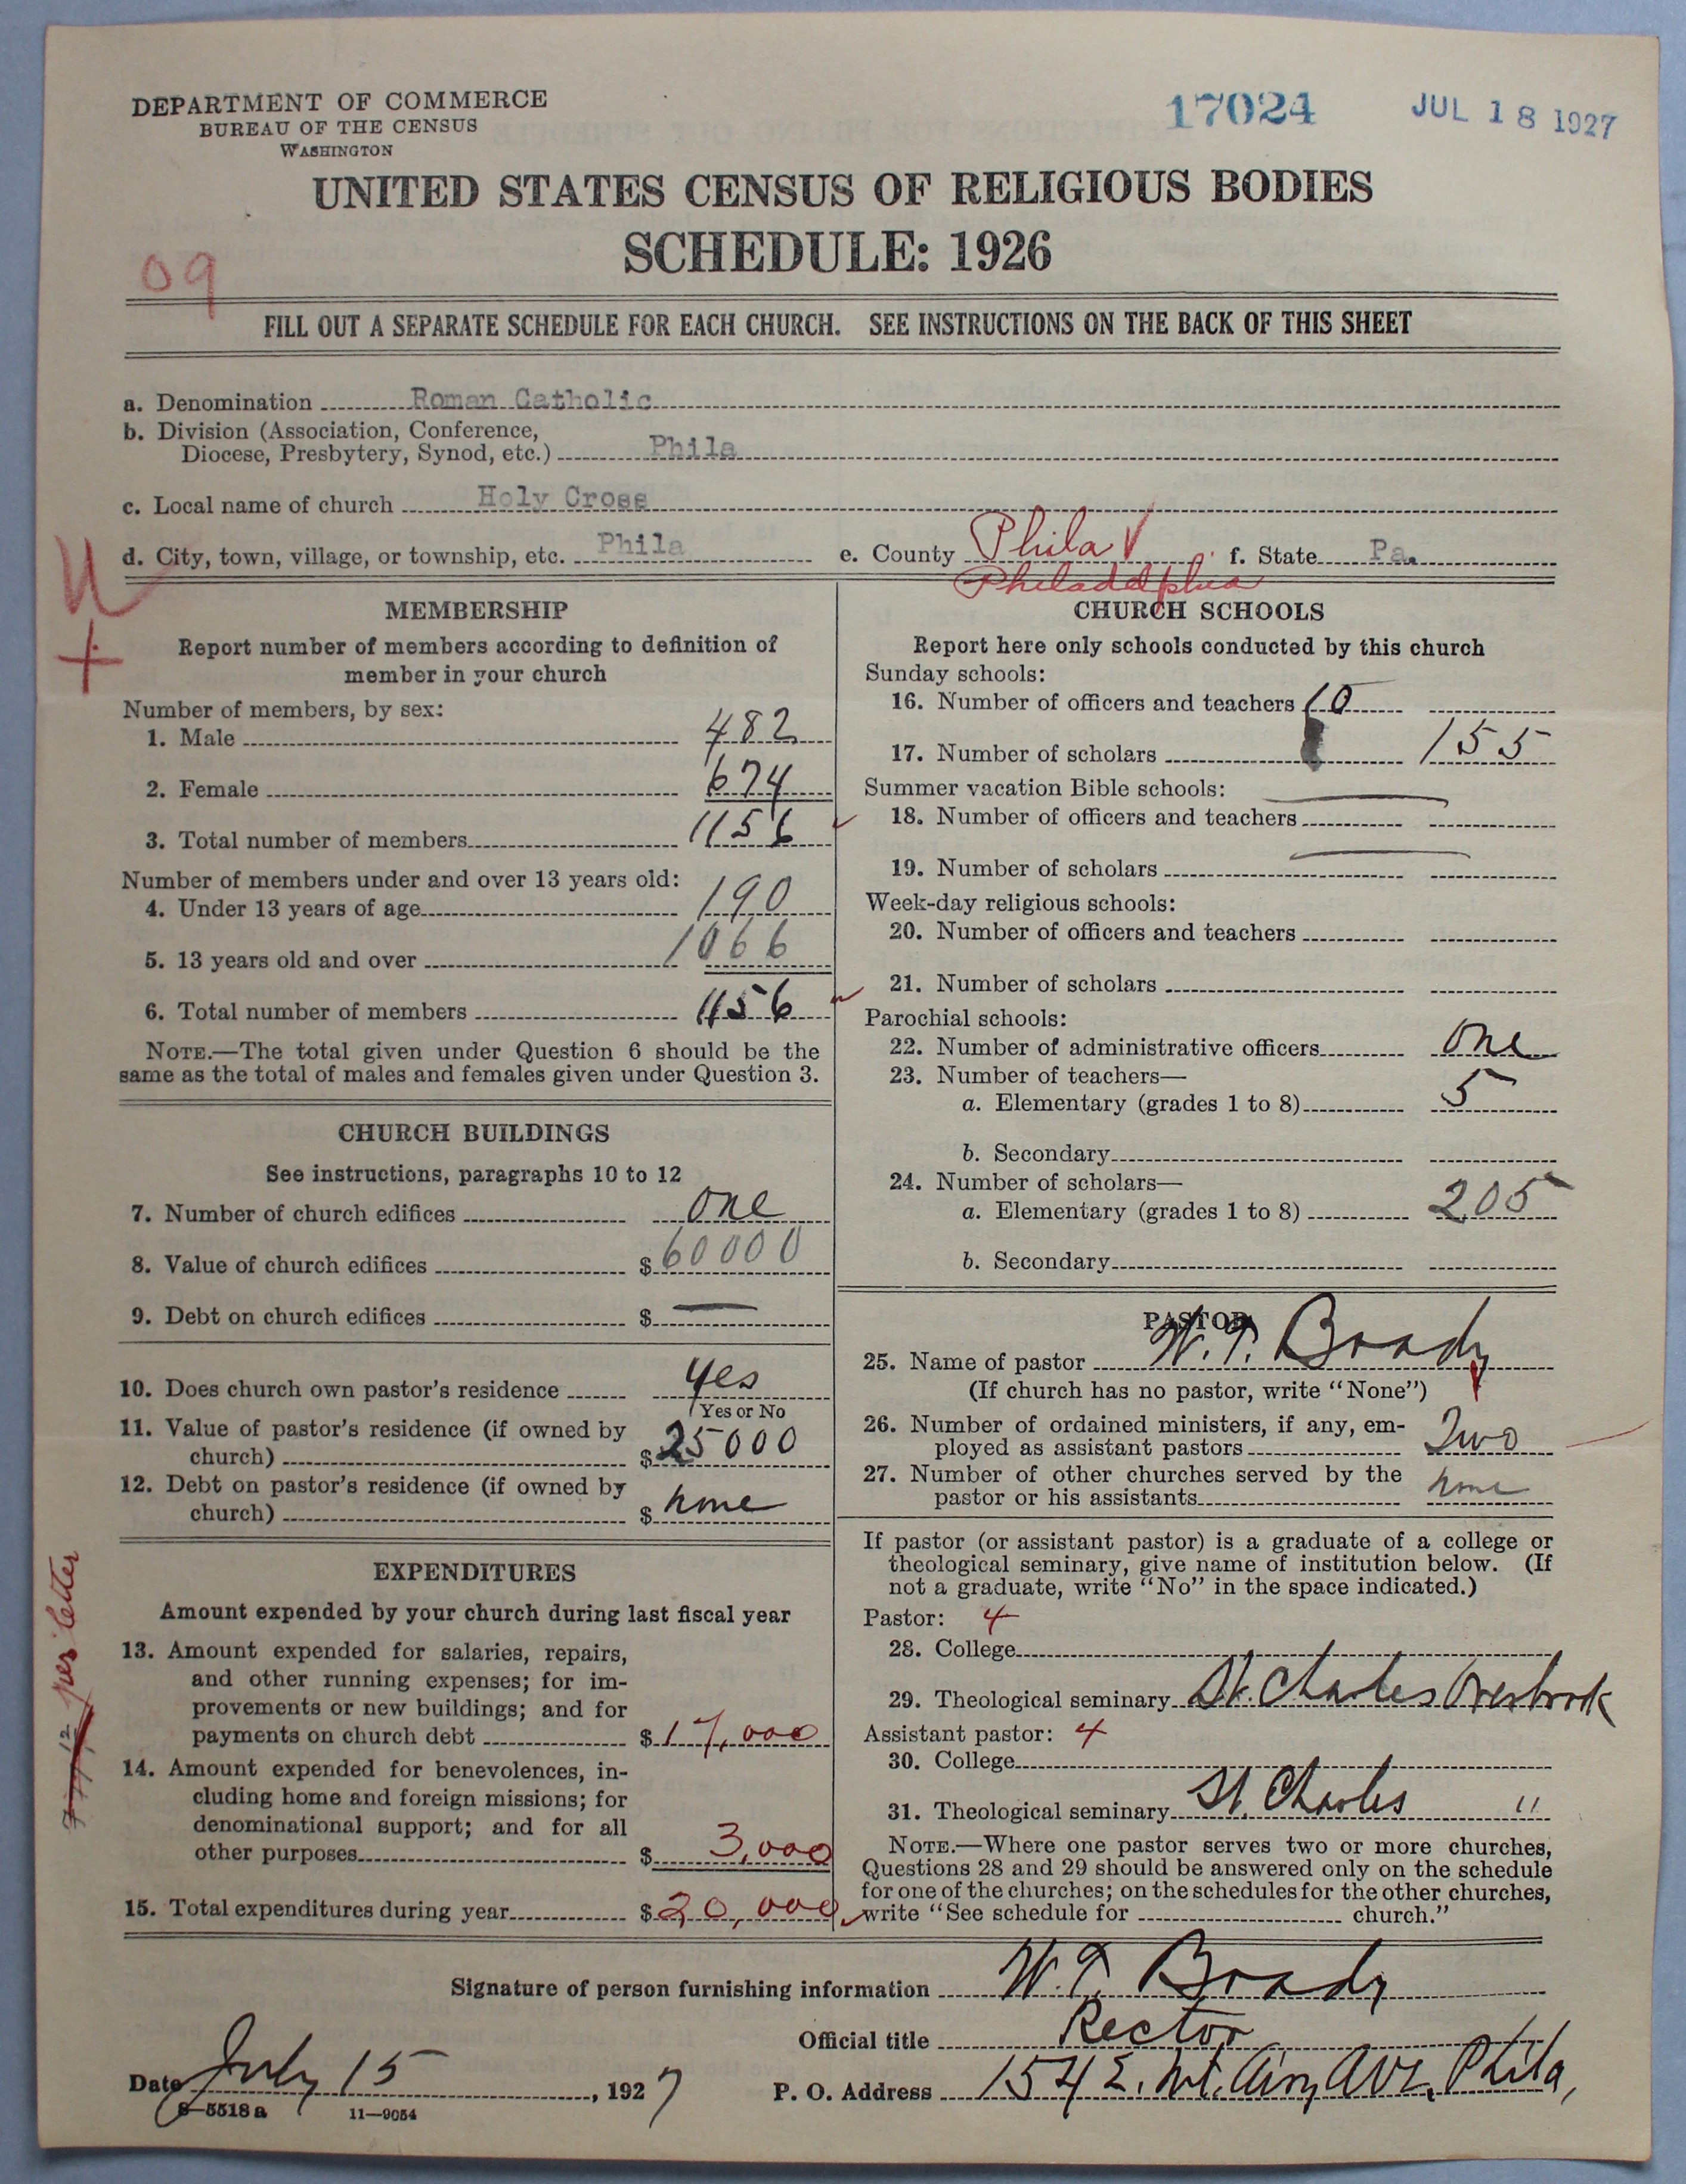 DEPARTMENT OF COMMERCE
BUREAU OF THE CENSUS
WASHINGTON
17024
JUL 18 1927
UNITED STATES CENSUS OF RELIGIOUS BODIES
SCHEDULE: 1926
09
FILL OUT A SEPARATE SCHEDULE FOR EACH CHURCH. SEE INSTRUCTIONS ON THE BACK OF THIS SHEET
a. Denomination Roman Catholic
b. Division (Association, Conference,
Diocese, Presbytery, Synod, etc.) Phila
c. Local name of church Holy Cross
d. City, town, village, or township, etc. Phila e. County Phila f. State Pa.
Philadelphia
MEMBERSHIP
Report number of members according to definition of
member in your church
Number of members, by sex:
1. Male 482
2. Female 674
3. Total number of members 1156
Number of members under and over 13 years old:
4. Under 13 years of age 190
5. 13 years old and over 1066
6. Total number of members 1156
NOTE.—The total given under Question 6 should be the
same as the total of males and females given under Question 3.
CHURCH BUILDINGS
See instructions, paragraphs 10 to 12
7. Number of church edifices one
8. Value of church edifices $ 60000
9. Debt on church edifices $ —
10. Does church own pastor's residence yes
Yes or No
11. Value of pastor's residence (if owned by
church) $ 25000
12. Debt on pastor's residence (if owned by
church) $ none
EXPENDITURES
Amount expended by your church during last fiscal year
13. Amount expended for salaries, repairs,
and other running expenses; for im-
provements or new buildings; and for
payments on church debt $ 17,000
14. Amount expended for benevolences, in-
cluding home and foreign missions; for
denominational support; and for all
other purposes $ 3,000
15. Total expenditures during year $ 20,000
per letter
CHURCH SCHOOLS
Report here only schools conducted by this church
Sunday schools:
16. Number of officers and teachers 10
17. Number of scholars 155
Summer vacation Bible schools:
18. Number of officers and teachers
19. Number of scholars
Week-day religious schools:
20. Number of officers and teachers
21. Number of scholars
Parochial schools:
22. Number of administrative officers one
23. Number of teachers—
a. Elementary (grades 1 to 8) 5
b. Secondary
24. Number of scholars—
a. Elementary (grades 1 to 8) 205
b. Secondary
PASTOR
25. Name of pastor W. T. Brady
(If church has no pastor, write "None")
26. Number of ordained ministers, if any, em-
ployed as assistant pastors Two
27. Number of other churches served by the
pastor or his assistants none
If pastor (or assistant pastor) is a graduate of a college or
theological seminary, give name of institution below. (If
not a graduate, write "No" in the space indicated.)
Pastor: 4
28. College
29. Theological seminary St. Charles Overbrook
Assistant pastor: 4
30. College
31. Theological seminary St. Charles "
NOTE.—Where one pastor serves two or more churches,
Questions 28 and 29 should be answered only on the schedule
for one of the churches; on the schedules for the other churches,
write "See schedule for church."
Signature of person furnishing information W. T. Brady
Official title Rector
Date July 15, 1927 P. O. Address 154 E. Mt. Airy Ave. Phila,
8—5518 a 11—9054